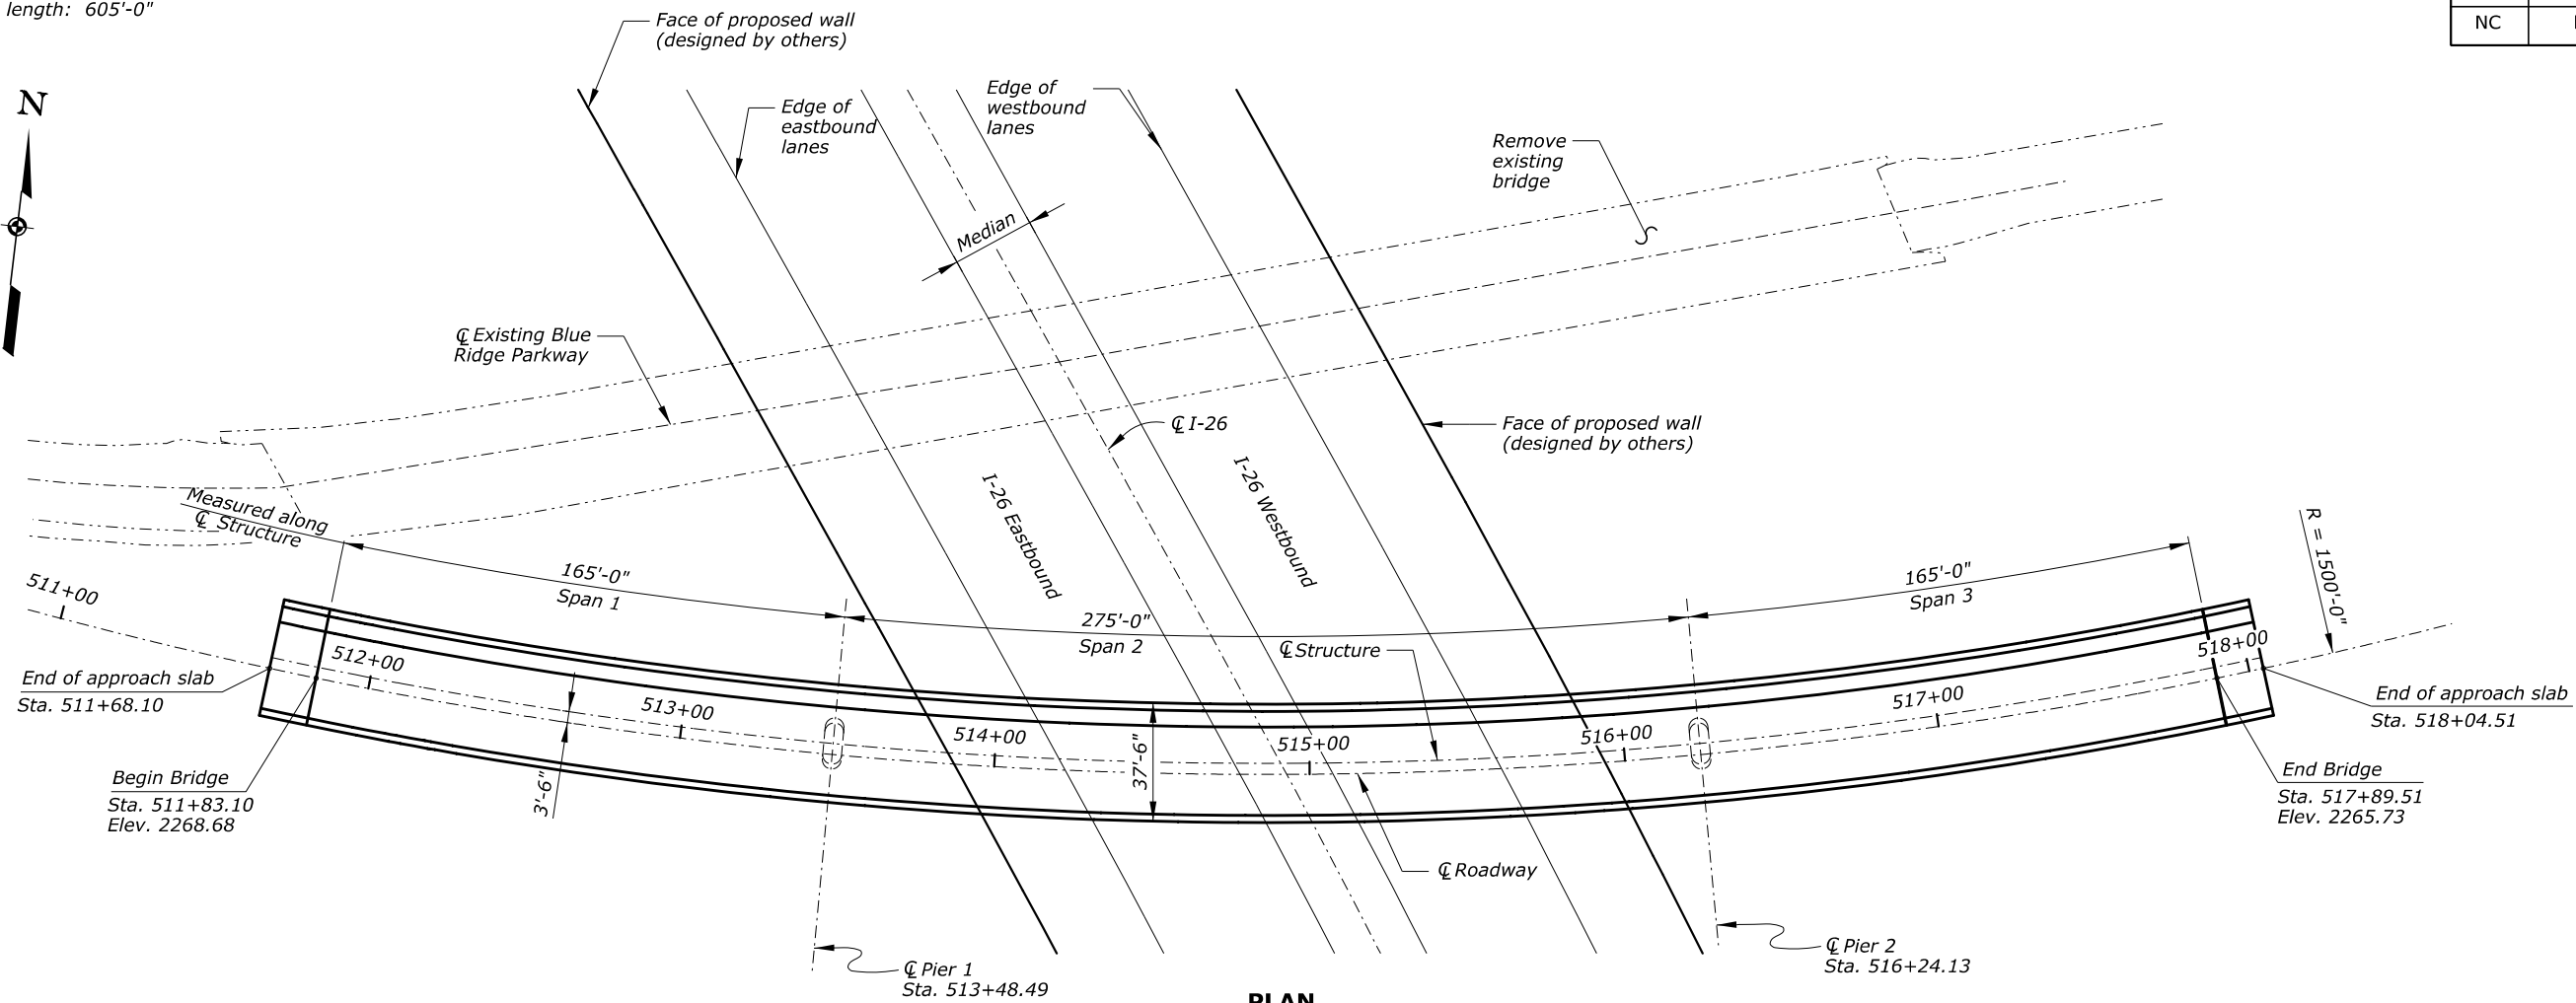 length: 605'-0"
NC
N
Face of proposed wall
(designed by others)
Edge of
eastbound
lanes
Edge of
westbound
lanes
Remove
existing
bridge
Median
℄ Existing Blue
Ridge Parkway
℄ I-26
Face of proposed wall
(designed by others)
I-26 Eastbound
I-26 Westbound
Measured along
℄ Structure
165'-0"
Span 1
275'-0"
Span 2
165'-0"
Span 3
R = 1500'-0"
℄ Structure
511+00
512+00
513+00
514+00
515+00
516+00
517+00
518+00
End of approach slab
Sta. 511+68.10
Begin Bridge
Sta. 511+83.10
Elev. 2268.68
3'-6"
37'-6"
℄ Roadway
End of approach slab
Sta. 518+04.51
End Bridge
Sta. 517+89.51
Elev. 2265.73
℄ Pier 1
Sta. 513+48.49
℄ Pier 2
Sta. 516+24.13
PLAN